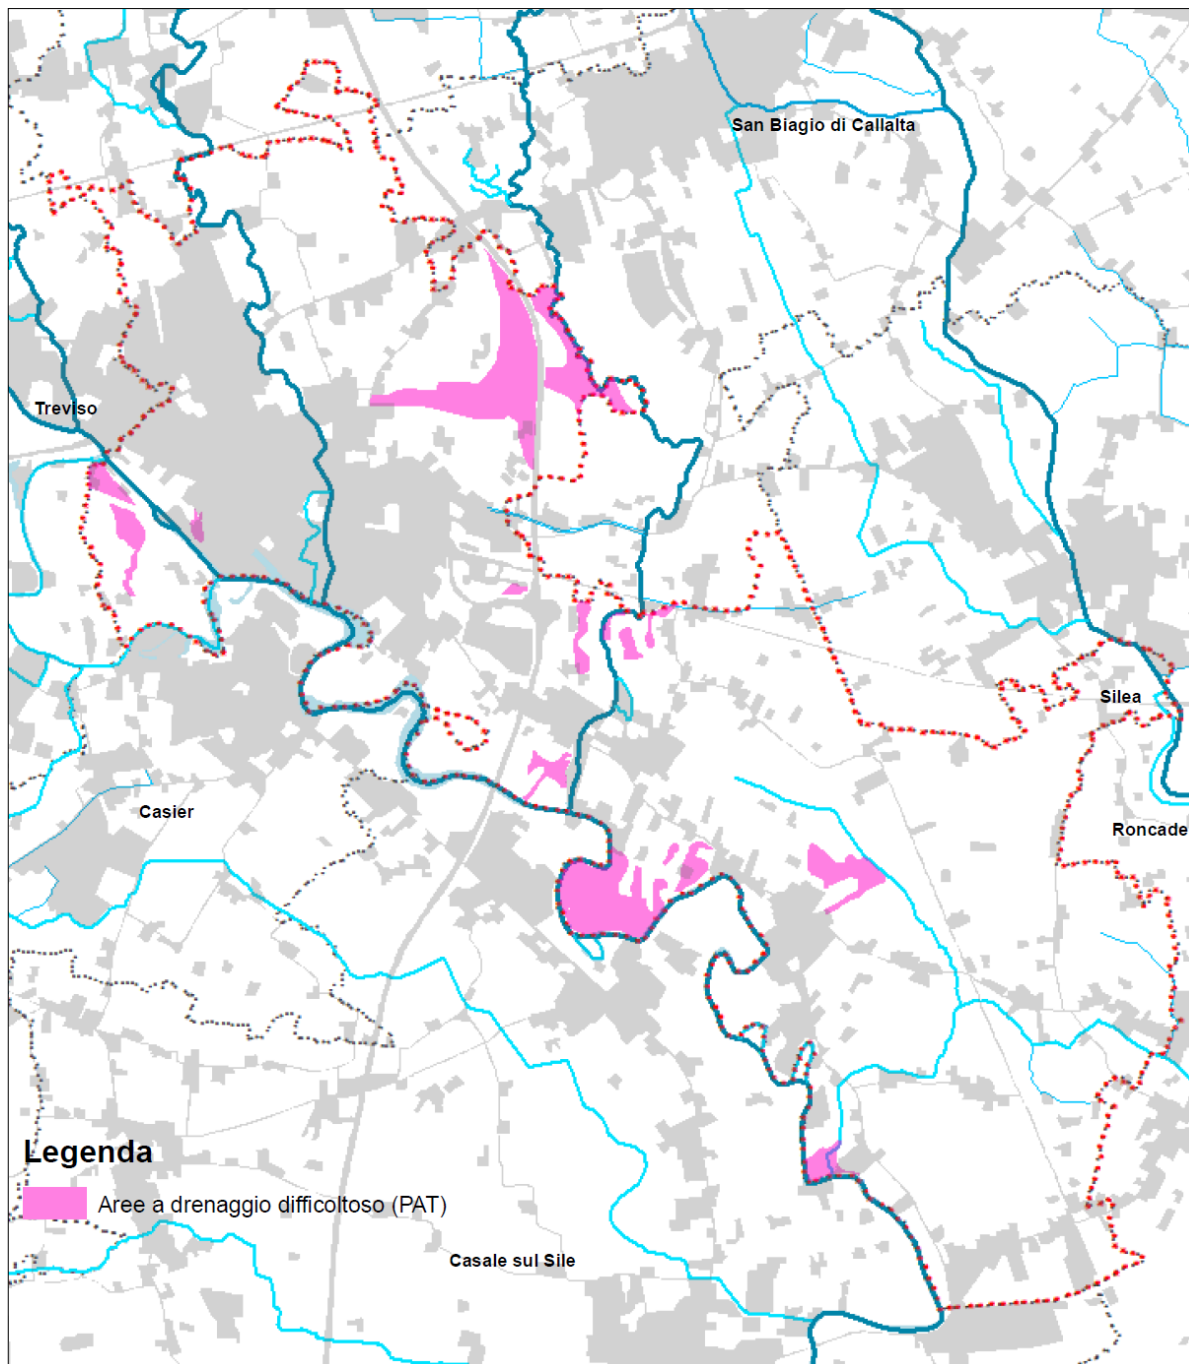 San Biagio di Callalta
Treviso
Silea
Casier
Roncade
Legenda
Aree a drenaggio difficoltoso (PAT)
Casale sul Sile